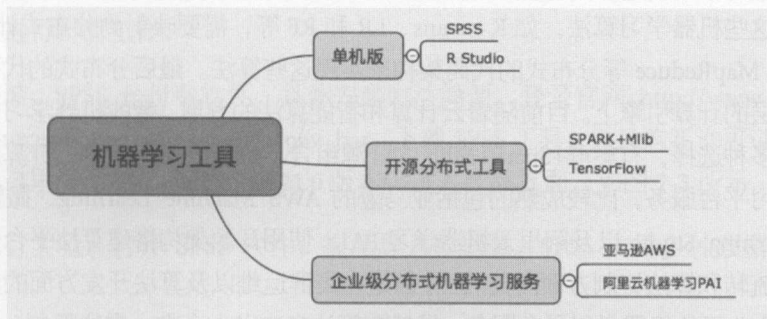 单机版
SPSS
R Studio
机器学习工具
开源分布式工具
SPARK+Mlib
TensorFlow
企业级分布式机器学习服务
亚马逊AWS
阿里云机器学习PAI